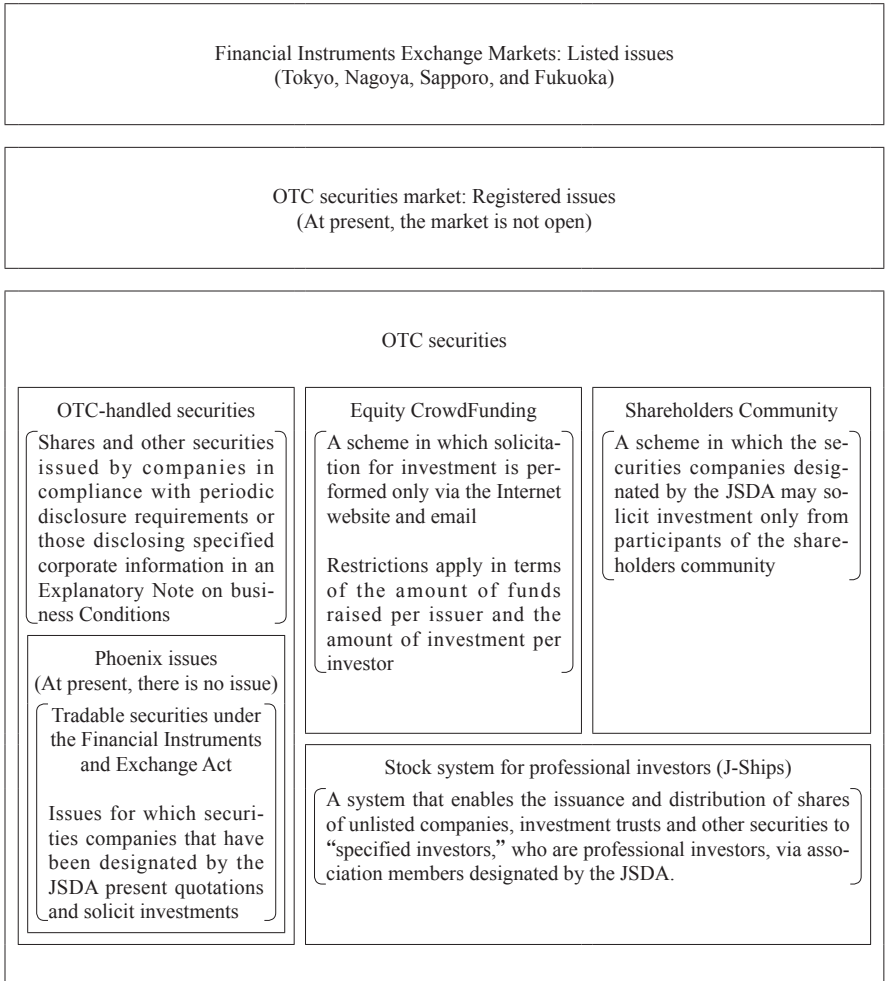 Financial Instruments Exchange Markets: Listed issues
(Tokyo, Nagoya, Sapporo, and Fukuoka)
OTC securities market: Registered issues
(At present, the market is not open)
OTC securities
OTC-handled securities
Shares and other securities
issued by companies in
compliance with periodic
disclosure requirements or
those disclosing specified
corporate information in an
Explanatory Note on busi-
ness Conditions
Phoenix issues
(At present, there is no issue)
Tradable securities under
the Financial Instruments
and Exchange Act
Issues for which securi-
ties companies that have
been designated by the
JSDA present quotations
and solicit investments
Equity CrowdFunding
A scheme in which solicita-
tion for investment is per-
formed only via the Internet
website and email
Restrictions apply in terms
of the amount of funds
raised per issuer and the
amount of investment per
investor
Shareholders Community
A scheme in which the se-
curities companies desig-
nated by the JSDA may so-
licit investment only from
participants of the share-
holders community
Stock system for professional investors (J-Ships)
A system that enables the issuance and distribution of shares
of unlisted companies, investment trusts and other securities to
“specified investors,” who are professional investors, via asso-
ciation members designated by the JSDA.